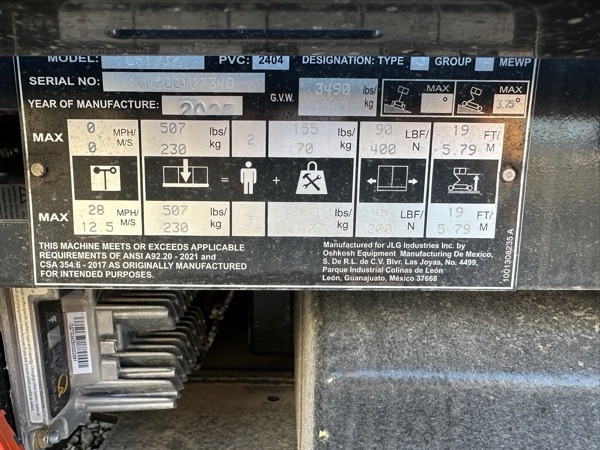 MODEL: PVC: 2404 DESIGNATION: TYPE GROUP MEWP
SERIAL NO:
YEAR OF MANUFACTURE:
G.V.W. 3490 lbs/ kg
MAX
MAX 3.75°
MAX 0 MPH/ 507 lbs/ 2 155 lbs/ 90 LBF/ 19 FT/
0 M/S 230 kg 70 kg 400 N 5.79 M
=
+
28 MPH/ 507 lbs/ lbs/ 45 LBF/ 19 FT/
MAX 12.5 M/S 230 kg kg 200 N 5.79 M
THIS MACHINE MEETS OR EXCEEDS APPLICABLE
REQUIREMENTS OF ANSI A92.20 - 2021 and
CSA 354.6 - 2017 AS ORIGINALLY MANUFACTURED
FOR INTENDED PURPOSES.
Manufactured for JLG Industries Inc. by
Oshkosh Equipment Manufacturing De Mexico,
S. De R.L. de C.V. Blvr. Las Joyas, No. 4499,
Parque Industrial Colinas de León
León, Guanajuato, México 37668
1001308235 A